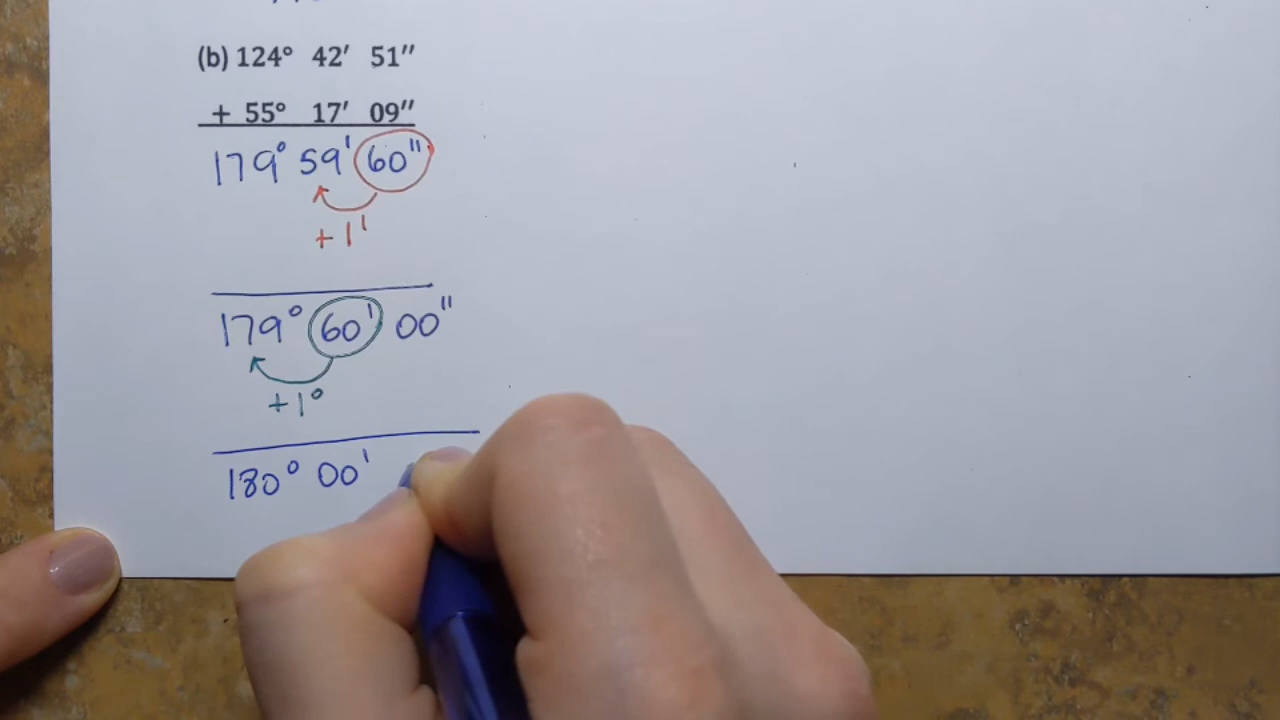 (b) 124° 42′ 51″
+ 55° 17′ 09″
179° 59' 60"
+1'
179° 60' 00"
+1°
180° 00'